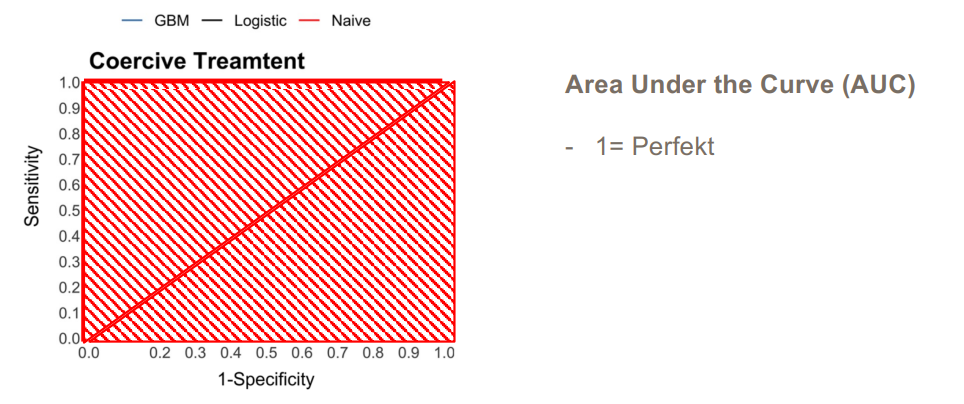 GBM Logistic Naive
Coercive Treamtent
1.0
0.9
0.8
0.7
0.6
0.5
0.4
0.3
0.2
0.1
0.0
Sensitivity
0.0 0.2 0.3 0.4 0.5 0.6 0.7 0.8 0.9 1.0
1-Specificity
Area Under the Curve (AUC)
- 1= Perfekt